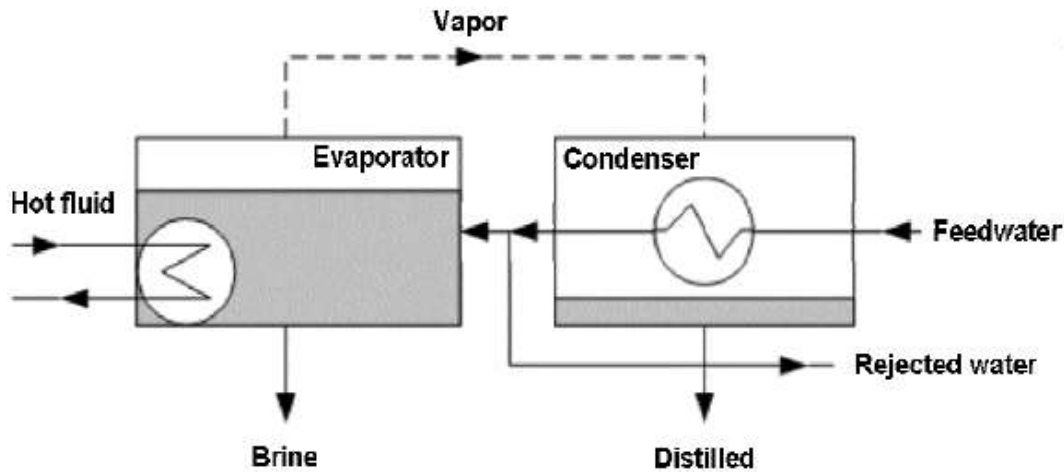 Vapor
Evaporator
Condenser
Hot fluid
Feedwater
Rejected water
Brine
Distilled